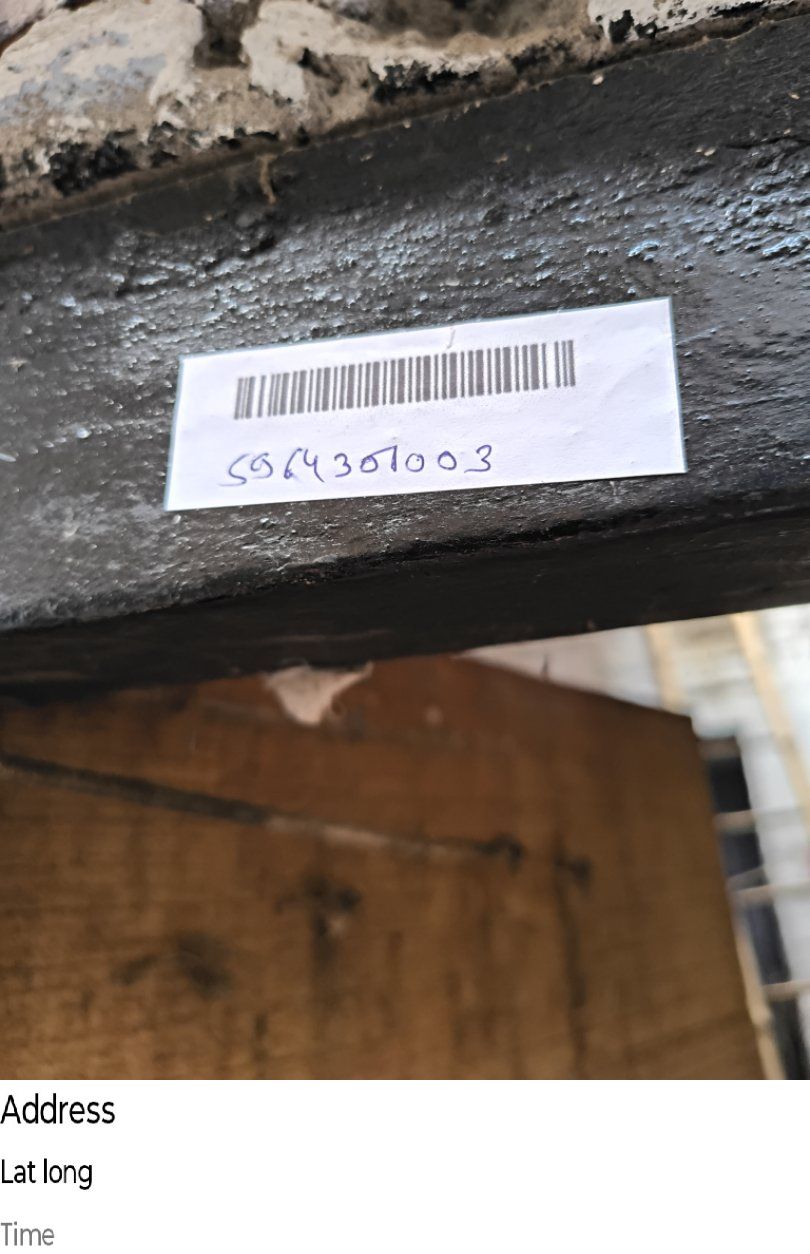 5964301003
Address
Lat long
Time